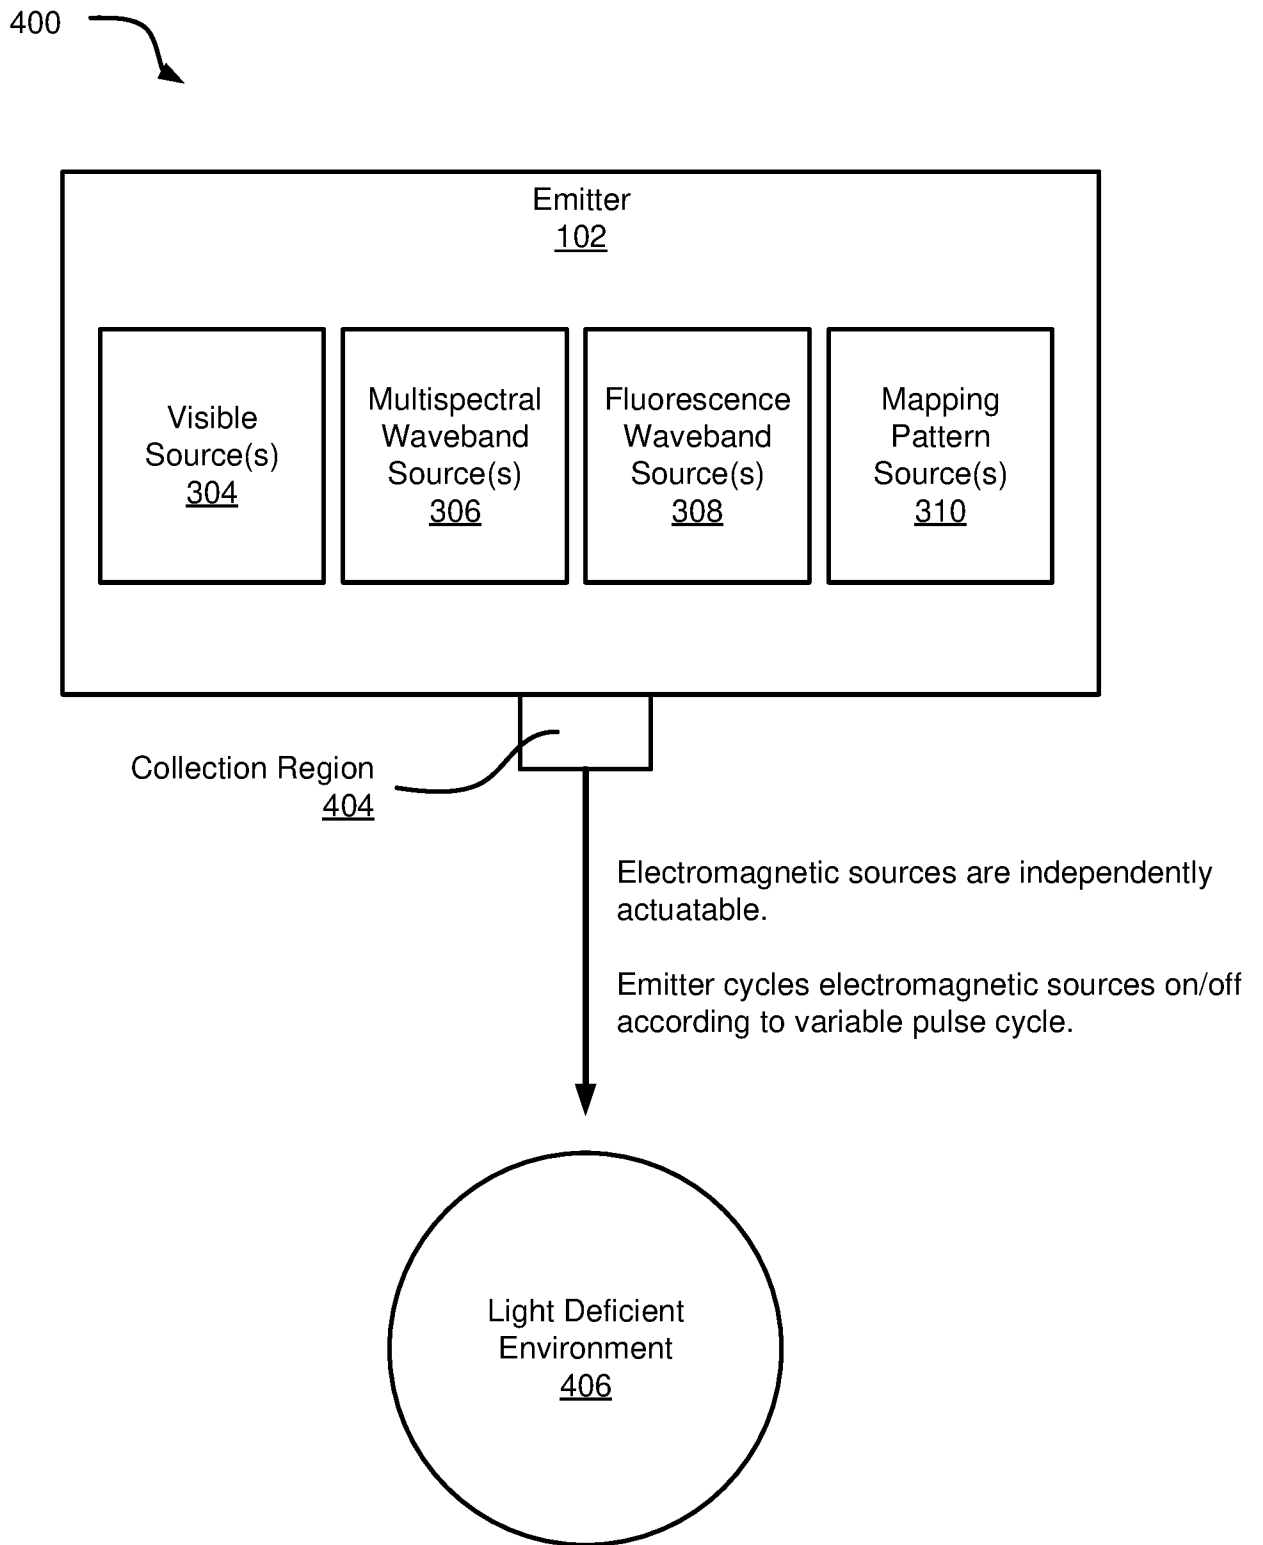 400
Emitter
102
Visible
Source(s)
304
Multispectral
Waveband
Source(s)
306
Fluorescence
Waveband
Source(s)
308
Mapping
Pattern
Source(s)
310
Collection Region
404
Electromagnetic sources are independently
actuatable.
Emitter cycles electromagnetic sources on/off
according to variable pulse cycle.
Light Deficient
Environment
406